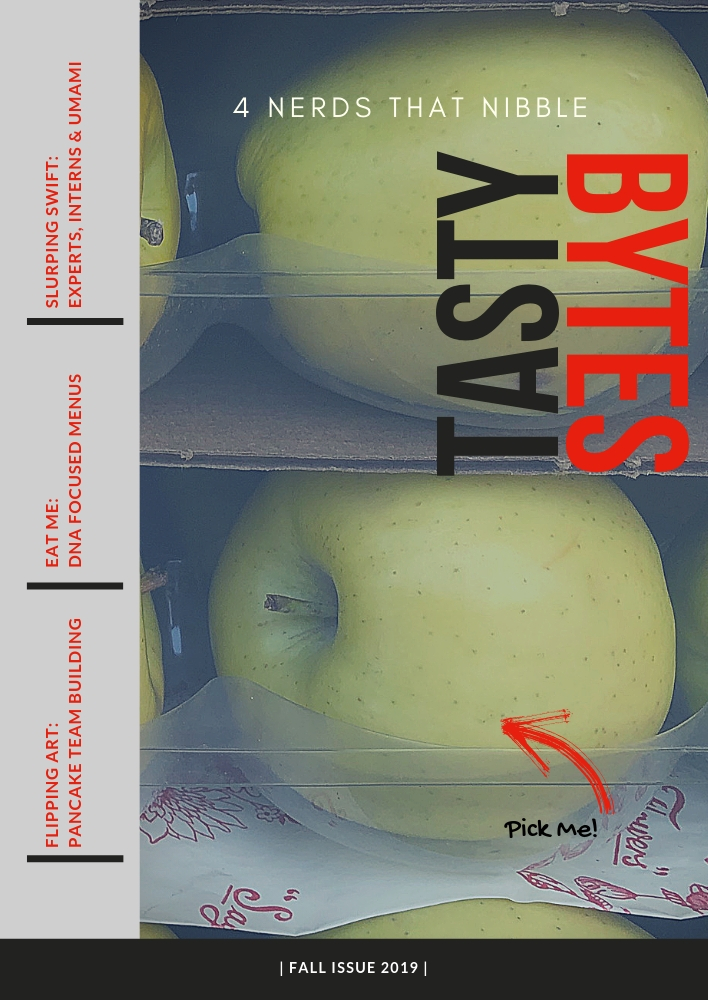 4 NERDS THAT NIBBLE
TASTY
BYTES
SLURPING SWIFT:
EXPERTS, INTERNS & UMAMI
EAT ME:
DNA FOCUSED MENUS
FLIPPING ART:
PANCAKE TEAM BUILDING
Pick Me!
"Say
| FALL ISSUE 2019 |